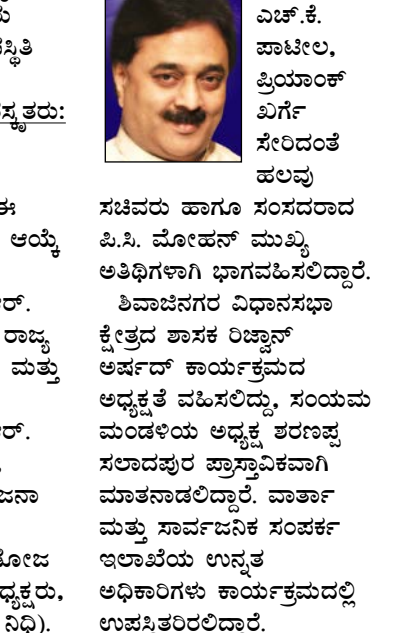 ಸ್ಥಿತಿ
ಈ
ಆಯ್ಕೆ
ರಾಜ್ಯ
ಮತ್ತು
ನಿಧಿ).
ಎಚ್.ಕೆ.
ಪಾಟೀಲ,
ಪ್ರಿಯಾಂಕ್
ಖರ್ಗೆ
ಸೇರಿದಂತೆ
ಹಲವು
ಸಚಿವರು ಹಾಗೂ ಸಂಸದರಾದ
ಪಿ.ಸಿ. ಮೋಹನ್ ಮುಖ್ಯ
ಅತಿಥಿಗಳಾಗಿ ಭಾಗವಹಿಸಲಿದ್ದಾರೆ.
ಶಿವಾಜಿನಗರ ವಿಧಾನಸಭಾ
ಕ್ಷೇತ್ರದ ಶಾಸಕ ರಿಜ್ವಾನ್
ಅರ್ಷದ್ ಕಾರ್ಯಕ್ರಮದ
ಅಧ್ಯಕ್ಷತೆ ವಹಿಸಲಿದ್ದು, ಸಂಯಮ
ಮಂಡಳಿಯ ಅಧ್ಯಕ್ಷ ಶರಣಪ್ಪ
ಸಲಾದಪುರ ಪ್ರಾಸ್ತಾವಿಕವಾಗಿ
ಮಾತನಾಡಲಿದ್ದಾರೆ. ವಾರ್ತಾ
ಮತ್ತು ಸಾರ್ವಜನಿಕ ಸಂಪರ್ಕ
ಇಲಾಖೆಯ ಉನ್ನತ
ಅಧಿಕಾರಿಗಳು ಕಾರ್ಯಕ್ರಮದಲ್ಲಿ
ಉಪಸ್ಥಿತರಿರಲಿದ್ದಾರೆ.